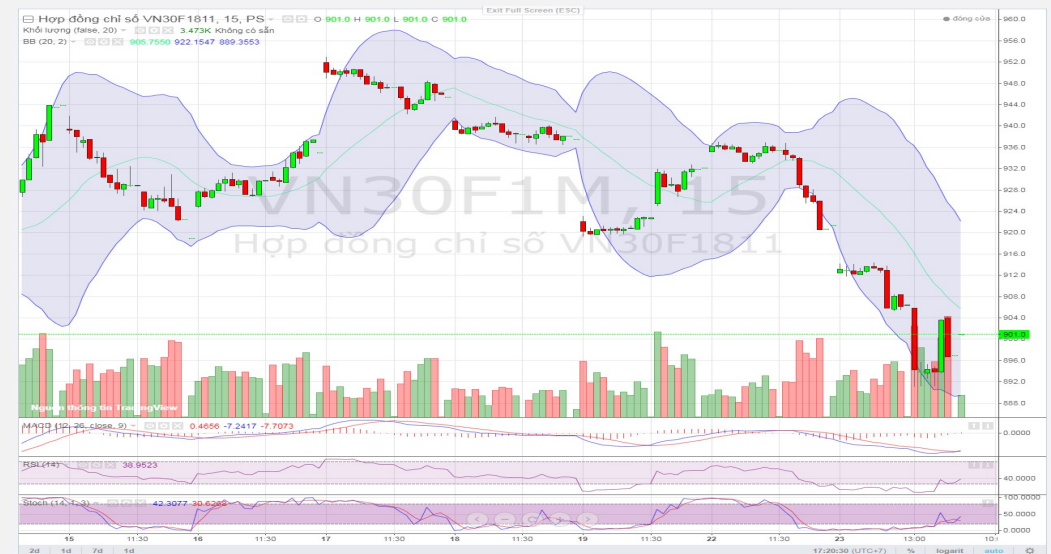 Exit Full Screen (ESC)
Hợp đồng chỉ số VN30F1811, 15, PS O 901.0 H 901.0 L 901.0 C 901.0
đóng cửa
Khối lượng (false, 20) 3.473K Không có sẵn
BB (20, 2) 905.7550 922.1547 889.3553
960.0
956.0
952.0
948.0
944.0
940.0
936.0
932.0
928.0
924.0
920.0
916.0
912.0
908.0
904.0
901.0
896.0
892.0
888.0
VN30F1M, 15
Hợp đồng chỉ số VN30F1811
Nguồn thông tin TradingView
MACD (12, 26, close, 9) 0.4656 -7.2417 -7.7073
0.0000
RSI (14) 38.9523
40.0000
Stoch (14, 1, 3) 42.3077
100.0000
50.0000
0.0000
15 11:30 16 11:30 17 11:30 18 11:30 19 11:30 22 11:30 23 13:00
2d 1d 7d 1d 17:20:30 (UTC+7) % logarit auto